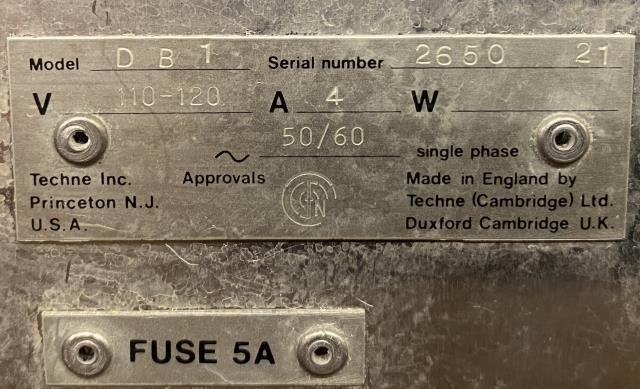 Model DB1 Serial number 2650 21
V 110-120 A 4 W
~ 50/60 single phase
Techne Inc. Approvals Made in England by
Princeton N.J. Techne (Cambridge) Ltd.
U.S.A. Duxford Cambridge U.K.
FUSE 5A